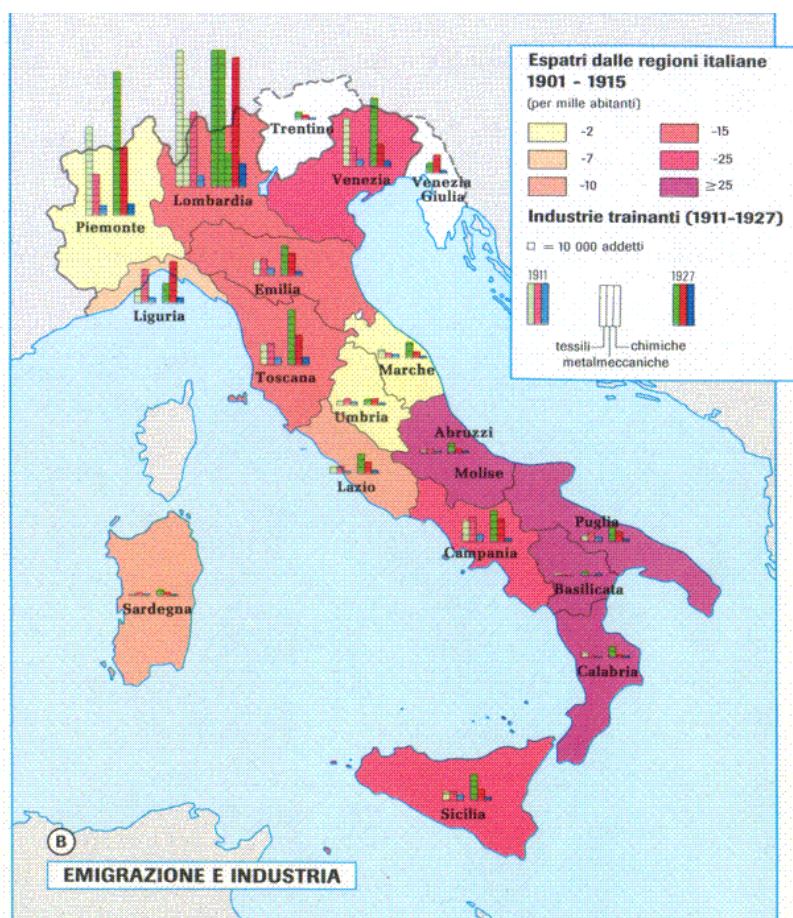 Espatri dalle regioni italiane
1901 - 1915
(per mille abitanti)
-2
-15
-7
-25
-10
≥25
Industrie trainanti (1911-1927)
= 10 000 addetti
1911
1927
tessili
chimiche
metalmeccaniche
Trentino
Lombardia
Venezia
Venezia
Giulia
Piemonte
Emilia
Liguria
Toscana
Marche
Umbria
Abruzzi
Molise
Lazio
Puglia
Campania
Basilicata
Sardegna
Calabria
Sicilia
B
EMIGRAZIONE E INDUSTRIA